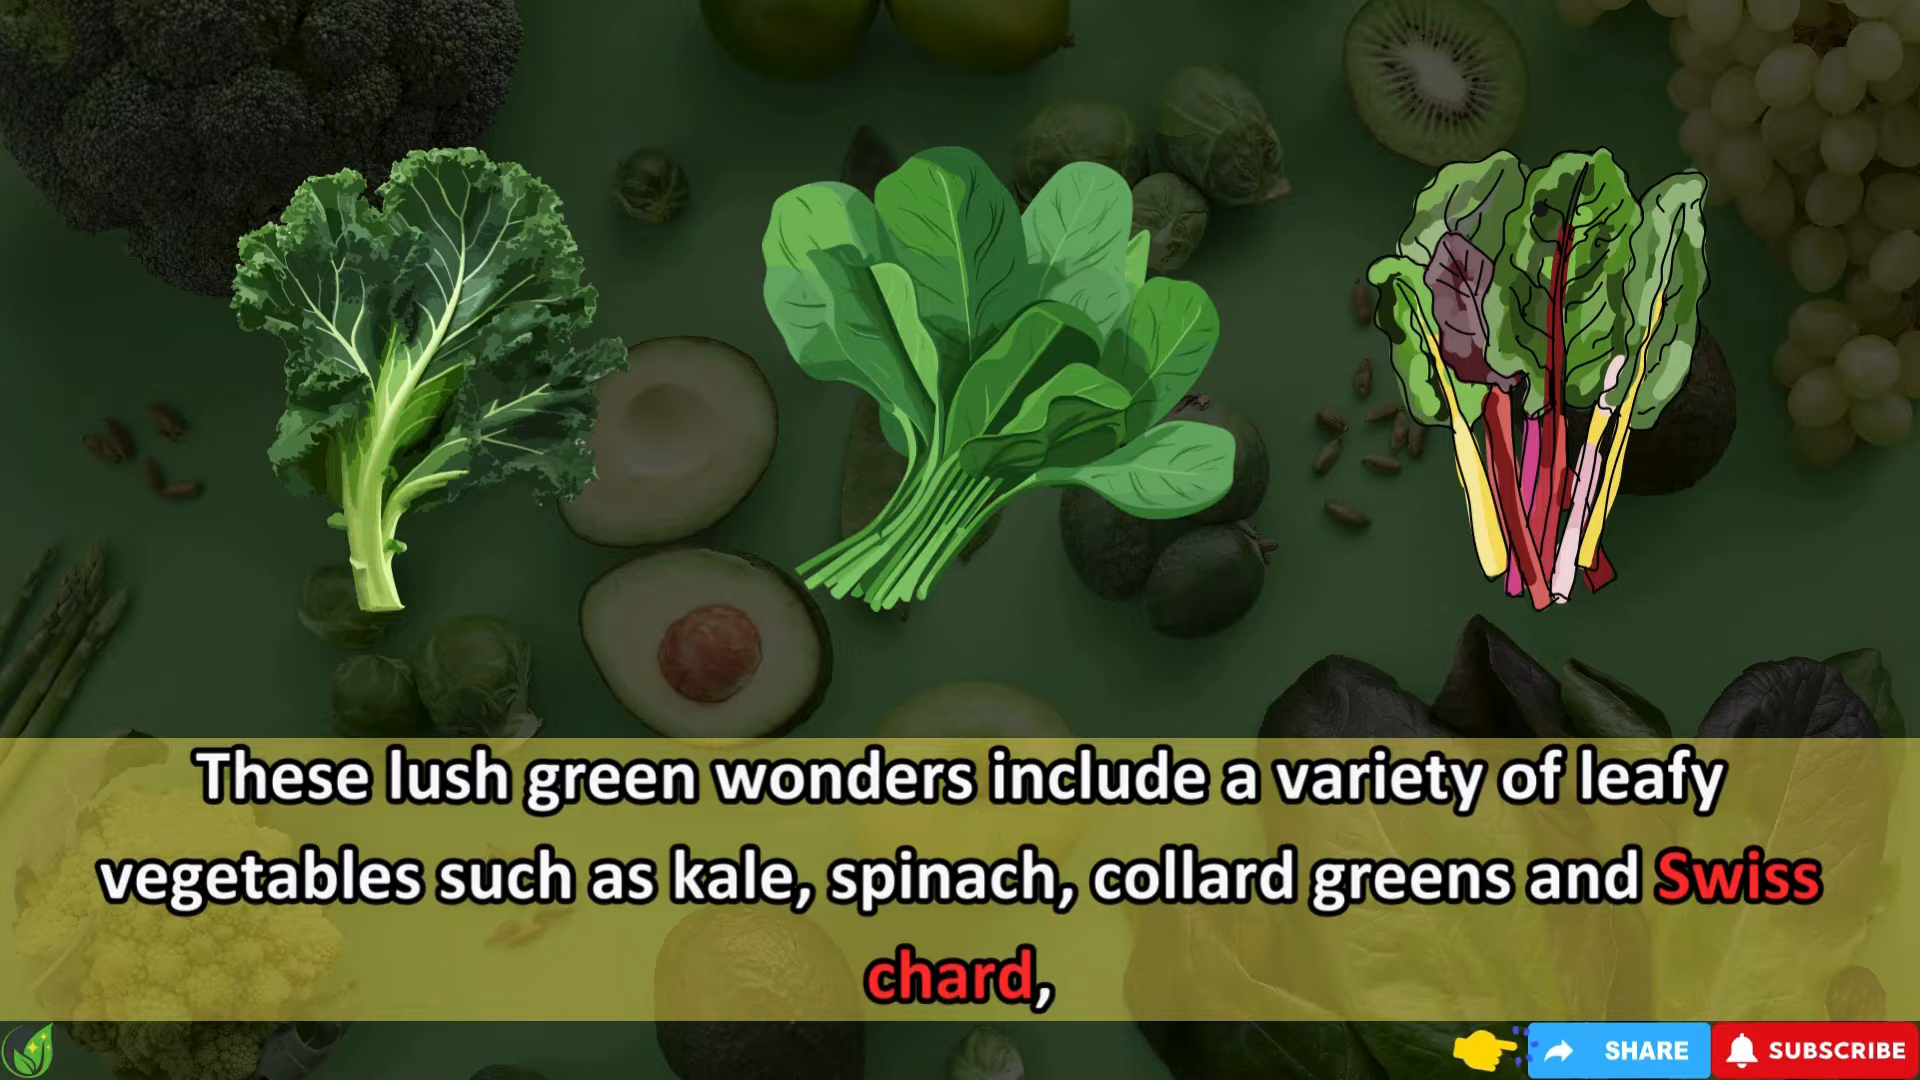 These lush green wonders include a variety of leafy
vegetables such as kale, spinach, collard greens and Swiss
chard,
SHARE
SUBSCRIBE